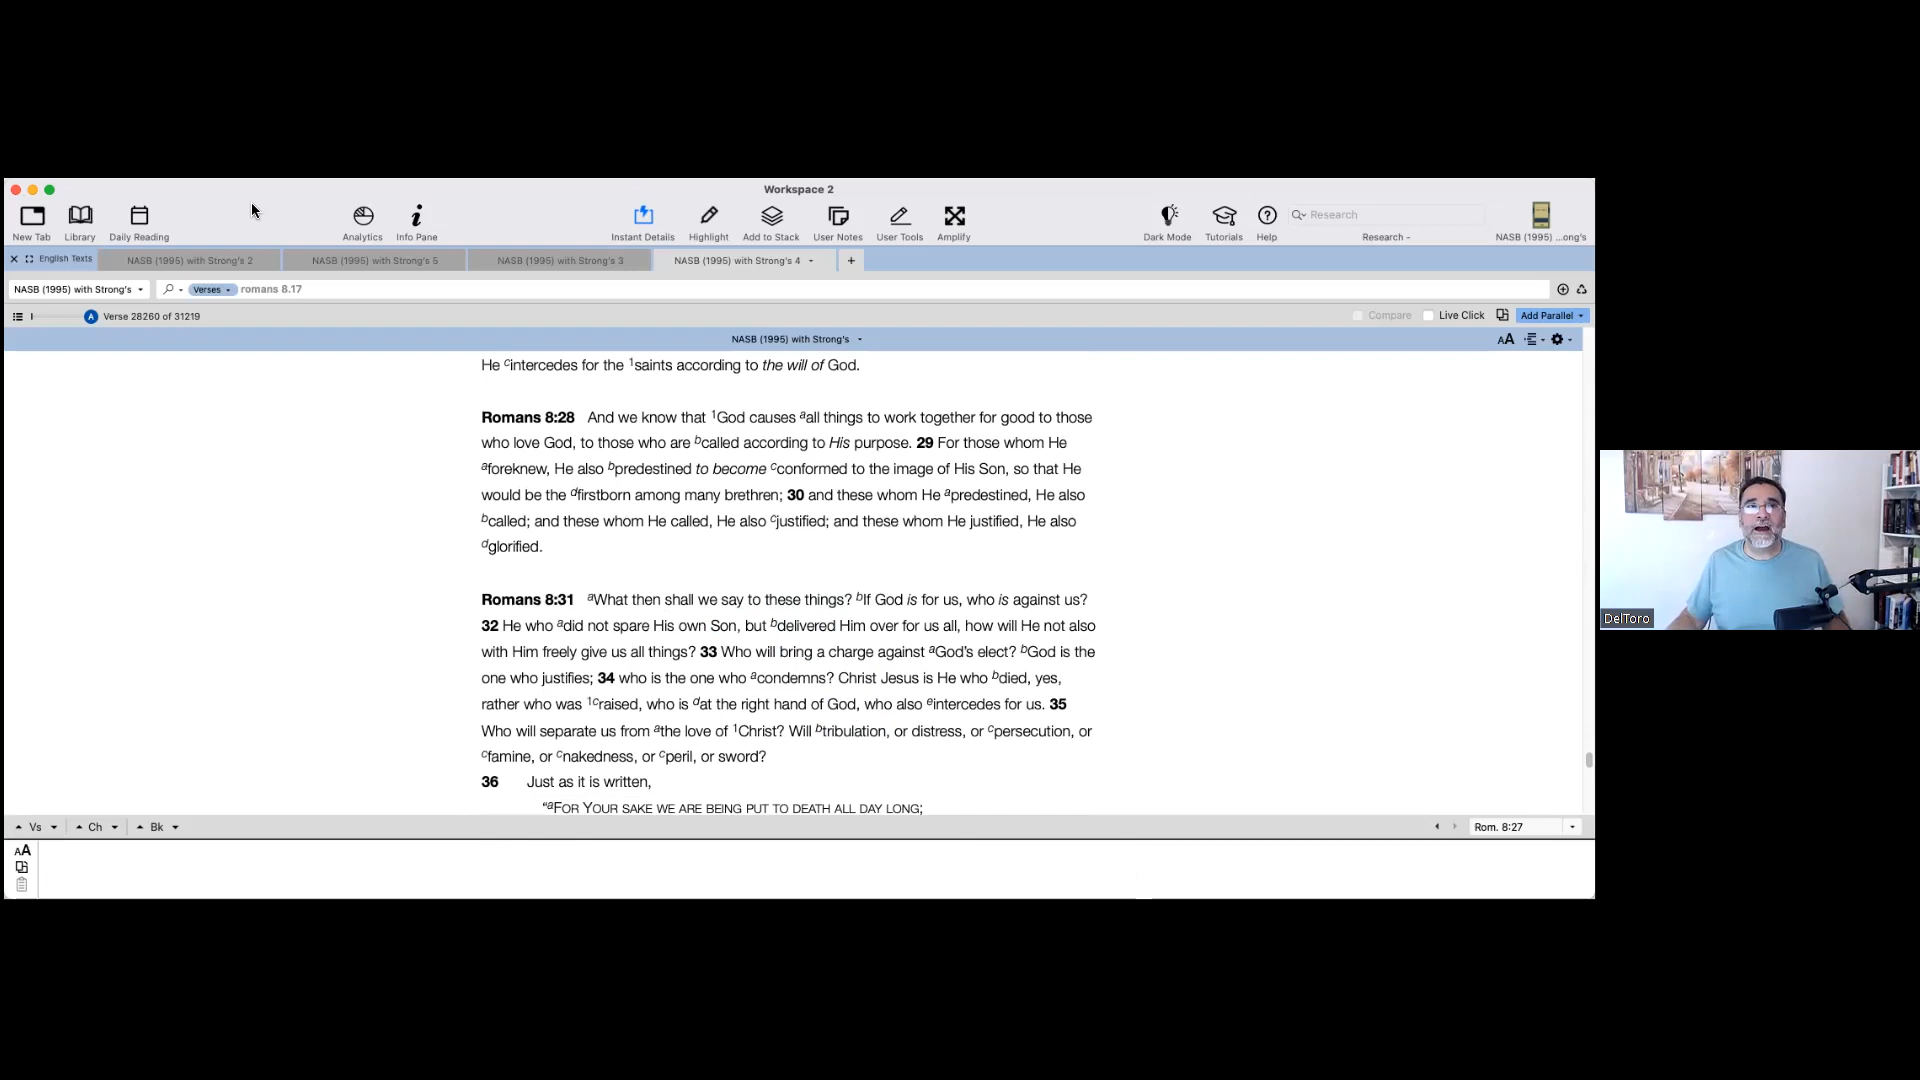 Workspace 2
New Tab Library Daily Reading Analytics Info Pane Instant Details Highlight Add to Stack User Notes User Tools Amplify Dark Mode Tutorials Help Research Research NASB (1995) ...ong's
English Texts NASB (1995) with Strong's 2 NASB (1995) with Strong's 5 NASB (1995) with Strong's 3 NASB (1995) with Strong's 4 +
NASB (1995) with Strong's Verses romans 8.17
A Verse 28260 of 31219 Compare Live Click Add Parallel
NASB (1995) with Strong's AA
He cintercedes for the 1saints according to the will of God.
Romans 8:28 And we know that 1God causes aall things to work together for good to those
who love God, to those who are bcalled according to His purpose. 29 For those whom He
aforeknew, He also bpredestined to become cconformed to the image of His Son, so that He
would be the dfirstborn among many brethren; 30 and these whom He apredestined, He also
bcalled; and these whom He called, He also cjustified; and these whom He justified, He also
dglorified.
Romans 8:31 aWhat then shall we say to these things? bIf God is for us, who is against us?
32 He who adid not spare His own Son, but bdelivered Him over for us all, how will He not also
with Him freely give us all things? 33 Who will bring a charge against aGod's elect? bGod is the
one who justifies; 34 who is the one who acondemns? Christ Jesus is He who bdied, yes,
rather who was 1craised, who is dat the right hand of God, who also eintercedes for us. 35
Who will separate us from athe love of 1Christ? Will btribulation, or distress, or cpersecution, or
cfamine, or cnakedness, or cperil, or sword?
36 Just as it is written,
“aFOR YOUR SAKE WE ARE BEING PUT TO DEATH ALL DAY LONG;
Vs Ch Bk Rom. 8:27
AA
DelToro